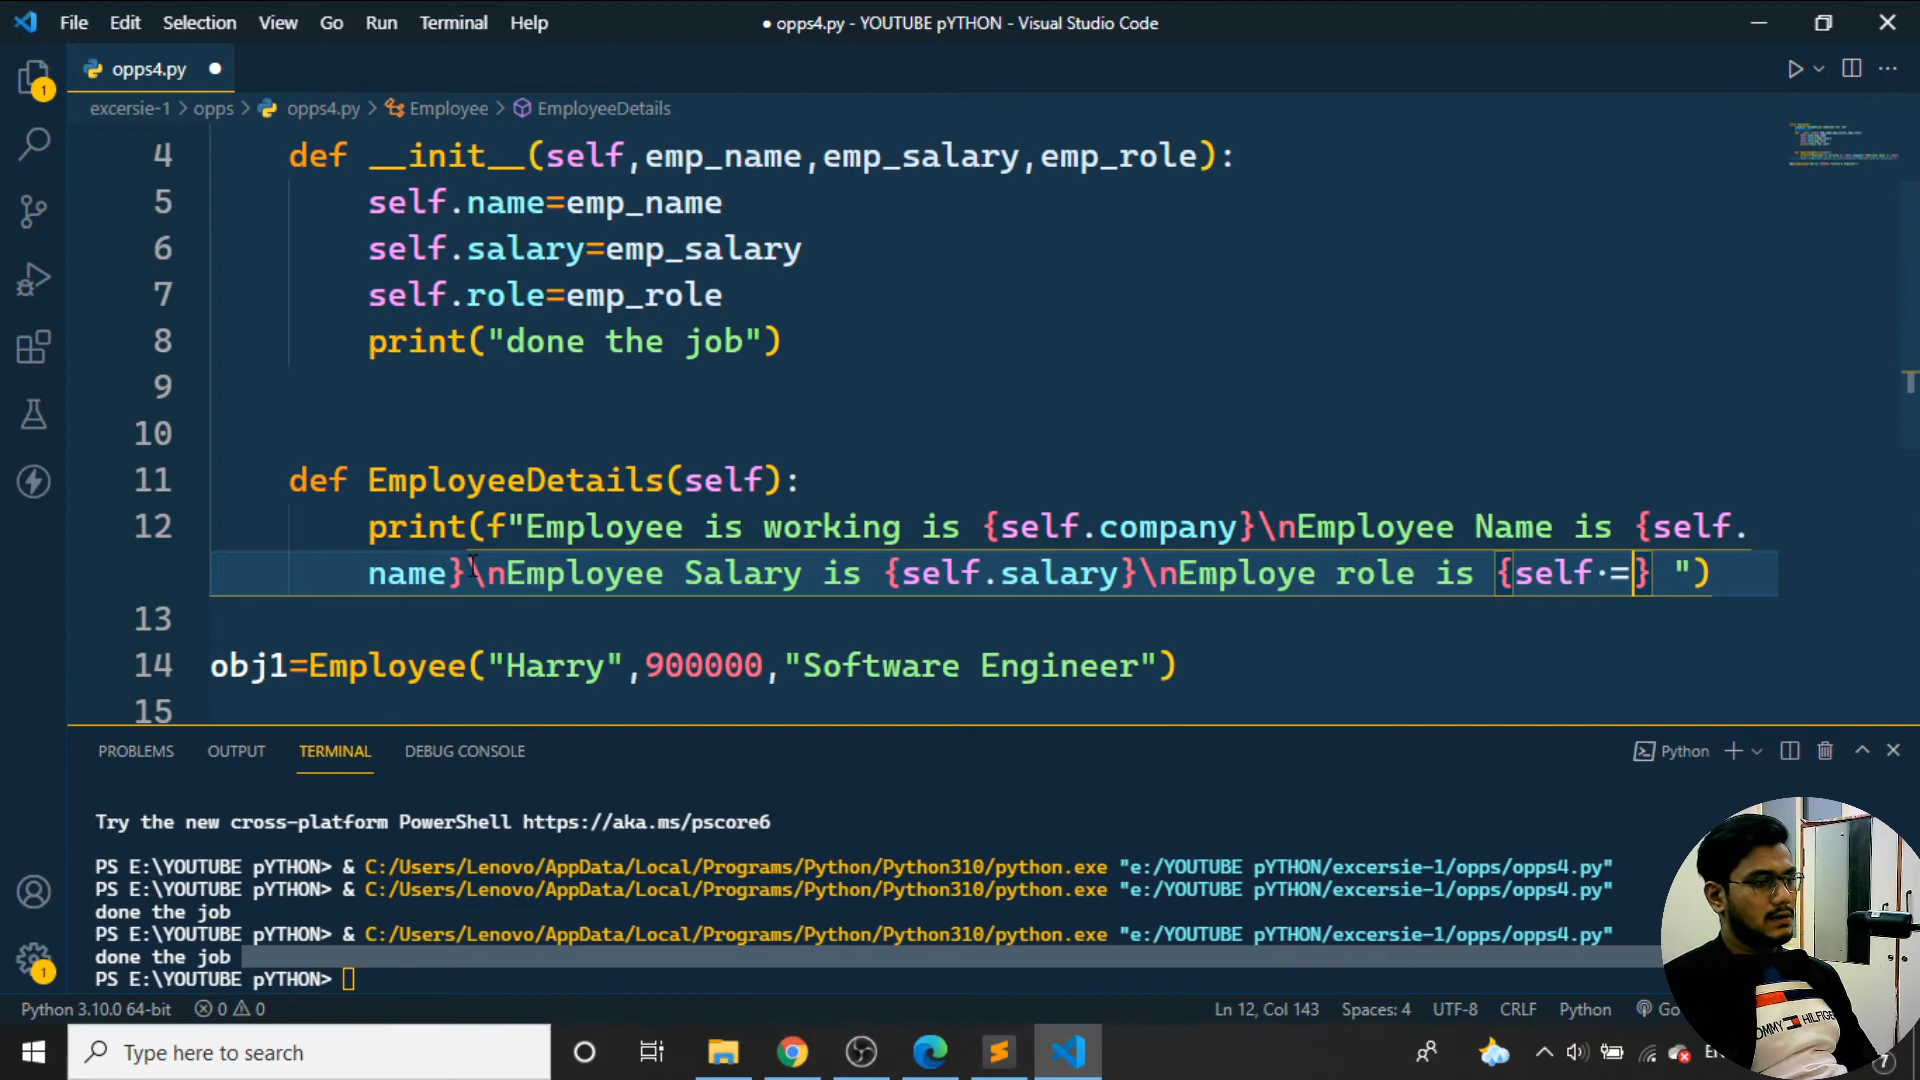 File Edit Selection View Go Run Terminal Help ● opps4.py - YOUTUBE pYTHON - Visual Studio Code
opps4.py
excersie-1 > opps > opps4.py > Employee > EmployeeDetails
4 def __init__(self,emp_name,emp_salary,emp_role):
5 self.name=emp_name
6 self.salary=emp_salary
7 self.role=emp_role
8 print("done the job")
9
10
11 def EmployeeDetails(self):
12 print(f"Employee is working is {self.company}\nEmployee Name is {self.
name}\nEmployee Salary is {self.salary}\nEmploye role is {self·=} ")
13
14 obj1=Employee("Harry",900000,"Software Engineer")
15
PROBLEMS OUTPUT TERMINAL DEBUG CONSOLE Python
Try the new cross-platform PowerShell https://aka.ms/pscore6
PS E:\YOUTUBE pYTHON> & C:/Users/Lenovo/AppData/Local/Programs/Python/Python310/python.exe "e:/YOUTUBE pYTHON/excersie-1/opps/opps4.py"
PS E:\YOUTUBE pYTHON> & C:/Users/Lenovo/AppData/Local/Programs/Python/Python310/python.exe "e:/YOUTUBE pYTHON/excersie-1/opps/opps4.py"
done the job
PS E:\YOUTUBE pYTHON> & C:/Users/Lenovo/AppData/Local/Programs/Python/Python310/python.exe "e:/YOUTUBE pYTHON/excersie-1/opps/opps4.py"
done the job
PS E:\YOUTUBE pYTHON>
1
1
Python 3.10.0 64-bit 0 0 Ln 12, Col 143 Spaces: 4 UTF-8 CRLF Python Go
Type here to search
TOMMY HILFIGER
7